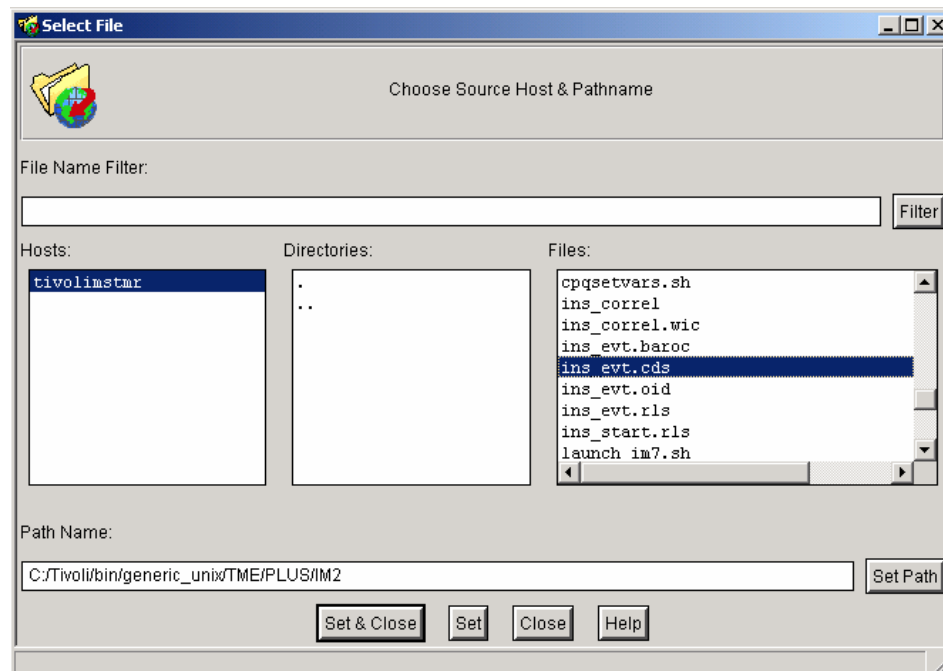 Select File
Choose Source Host & Pathname
File Name Filter:
Filter
Hosts:
Directories:
Files:
tivolimstmr
.
..
cpqsetvars.sh
ins_correl
ins_correl.wic
ins_evt.baroc
ins_evt.cds
ins_evt.oid
ins_evt.rls
ins_start.rls
launch_im7.sh
Path Name:
C:/Tivoli/bin/generic_unix/TME/PLUS/IM2
Set Path
Set & Close
Set
Close
Help